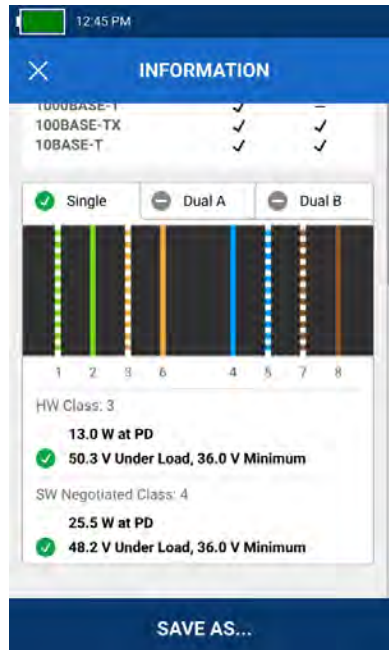 12:45 PM
INFORMATION
1000BASE-T
100BASE-TX
10BASE-T
Single Dual A Dual B
1 2 3 6 4 5 7 8
HW Class: 3
13.0 W at PD
50.3 V Under Load, 36.0 V Minimum
SW Negotiated Class: 4
25.5 W at PD
48.2 V Under Load, 36.0 V Minimum
SAVE AS...